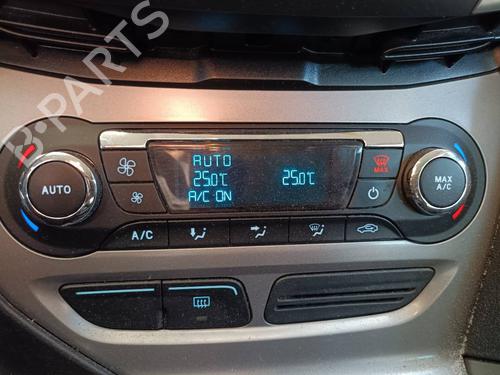 B-PARTS
AUTO
25.0°C 25.0°C
A/C ON
AUTO
MAX
MAX
A/C
A/C